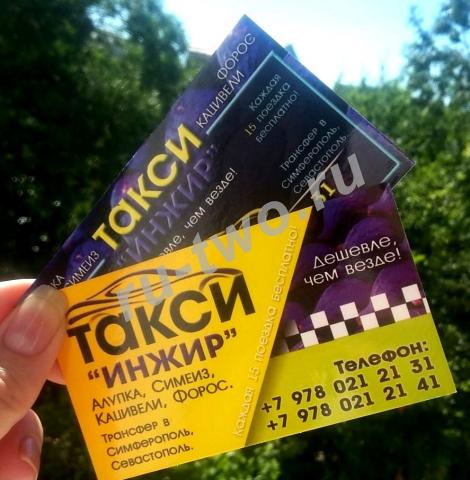 ФОРОС
КАЦИВЕЛИ
Каждая
15 поездка
бесплатно!
Трансфер в
Симферополь,
Севастополь.
такси
"ИНЖИР"
СИМЕИЗ
вле, чем везде!
ru-two.ru
такси
"ИНЖИР"
Алупка, Симеиз,
Кацивели, Форос.
Трансфер в
Симферополь,
Севастополь.
Каждая 15 поездка бесплатно!
Дешевле,
чем везде!
Телефон:
+7 978 021 21 31
+7 978 021 21 41